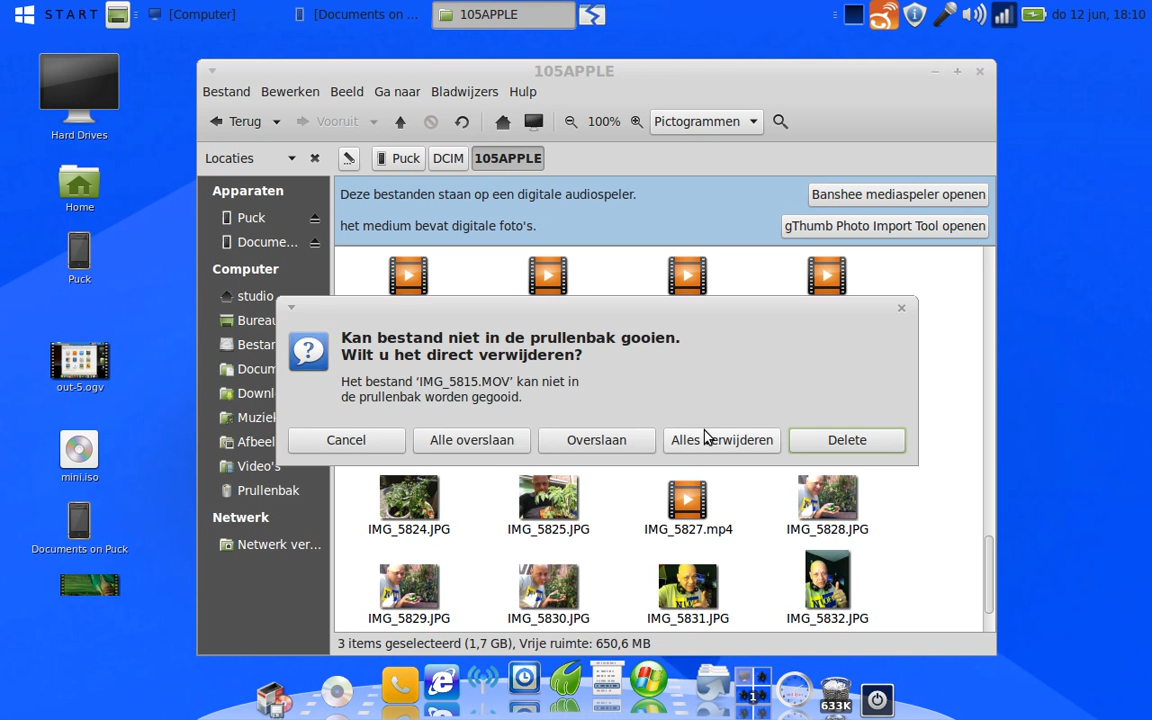 START
[Computer]
[Documents on ...
105APPLE
do 12 jun, 18:10
Hard Drives
Home
Puck
out-5.ogv
mini.iso
Documents on Puck
105APPLE
Bestand Bewerken Beeld Ga naar Bladwijzers Hulp
Terug Vooruit 100% Pictogrammen
Locaties
Puck DCIM 105APPLE
Apparaten
Puck
Docume...
Computer
studio
Bureau
Bestan
Docum
Downl
Muziek
Afbeel
Video's
Prullenbak
Netwerk
Netwerk ver...
Deze bestanden staan op een digitale audiospeler.
Banshee mediaspeler openen
het medium bevat digitale foto's.
gThumb Photo Import Tool openen
Kan bestand niet in de prullenbak gooien.
Wilt u het direct verwijderen?
Het bestand ‘IMG_5815.MOV’ kan niet in
de prullenbak worden gegooid.
Cancel Alle overslaan Overslaan Alles verwijderen Delete
IMG_5824.JPG IMG_5825.JPG IMG_5827.mp4 IMG_5828.JPG
IMG_5829.JPG IMG_5830.JPG IMG_5831.JPG IMG_5832.JPG
3 items geselecteerd (1,7 GB), Vrije ruimte: 650,6 MB
1
633K